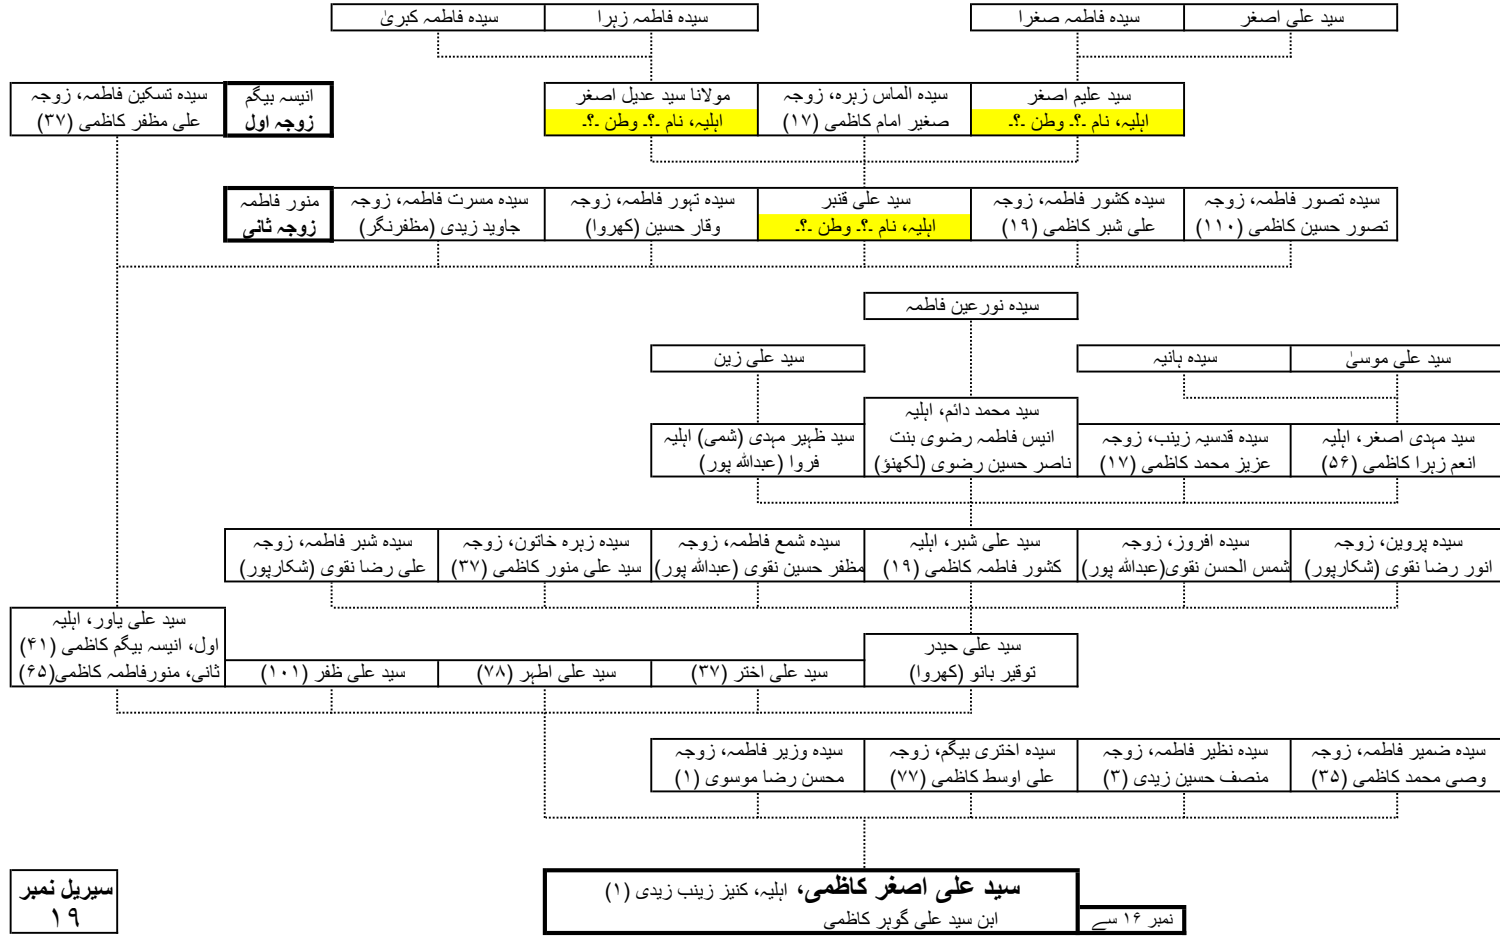 سید علی اصغر
سیدہ فاطمہ صغرا
سیدہ فاطمہ زہرا
سیدہ فاطمہ کبریٰ
سید علیم اصغر
اہلیہ، نام ۔؟۔ وطن ۔؟۔
سیدہ الماس زہرہ، زوجہ
صغیر امام کاظمی (۱۷)
مولانا سید عدیل اصغر
اہلیہ، نام ۔؟۔ وطن ۔؟۔
انیسہ بیگم
زوجہ اول
سیدہ تسکین فاطمہ، زوجہ
علی مظفر کاظمی (۳۷)
سیدہ تصور فاطمہ، زوجہ
تصور حسین کاظمی (۱۱۰)
سیدہ کشور فاطمہ، زوجہ
علی شبر کاظمی (۱۹)
سید علی قنبر
اہلیہ، نام ۔؟۔ وطن ۔؟۔
سیدہ تہور فاطمہ، زوجہ
وقار حسین (کھروا)
سیدہ مسرت فاطمہ، زوجہ
جاوید زیدی (مظفرنگر)
منور فاطمہ
زوجہ ثانی
سیدہ نورعین فاطمہ
سید علی موسیٰ
سیدہ ہانیہ
سید علی زین
سید مہدی اصغر، اہلیہ
انعم زہرا کاظمی (۵۶)
سیدہ قدسیہ زینب، زوجہ
عزیز محمد کاظمی (۱۷)
سید محمد دائم، اہلیہ
انیس فاطمہ رضوی بنت
ناصر حسین رضوی (لکھنؤ)
سید ظہیر مہدی (شمی) اہلیہ
فروا (عبداللہ پور)
سیدہ پروین، زوجہ
انور رضا نقوی (شکارپور)
سیدہ افروز، زوجہ
شمس الحسن نقوی(عبداللہ پور)
سید علی شبر، اہلیہ
کشور فاطمہ کاظمی (۱۹)
سیدہ شمع فاطمہ، زوجہ
مظفر حسین نقوی (عبداللہ پور)
سیدہ زہرہ خاتون، زوجہ
سید علی منور کاظمی (۳۷)
سیدہ شبر فاطمہ، زوجہ
علی رضا نقوی (شکارپور)
سید علی حیدر
توقیر بانو (کھروا)
سید علی اختر (۳۷)
سید علی اطہر (۷۸)
سید علی ظفر (۱۰۱)
سید علی یاور، اہلیہ
اول، انیسہ بیگم کاظمی (۴۱)
ثانی، منورفاطمہ کاظمی(۶۵)
سیدہ ضمیر فاطمہ، زوجہ
وصی محمد کاظمی (۳۵)
سیدہ نظیر فاطمہ، زوجہ
منصف حسین زیدی (۳)
سیدہ اختری بیگم، زوجہ
علی اوسط کاظمی (۷۷)
سیدہ وزیر فاطمہ، زوجہ
محسن رضا موسوی (۱)
نمبر ۱۶ سے
سید علی اصغر کاظمی، اہلیہ، کنیز زینب زیدی (۱)
ابن سید علی گوہر کاظمی
سیریل نمبر
۱۹